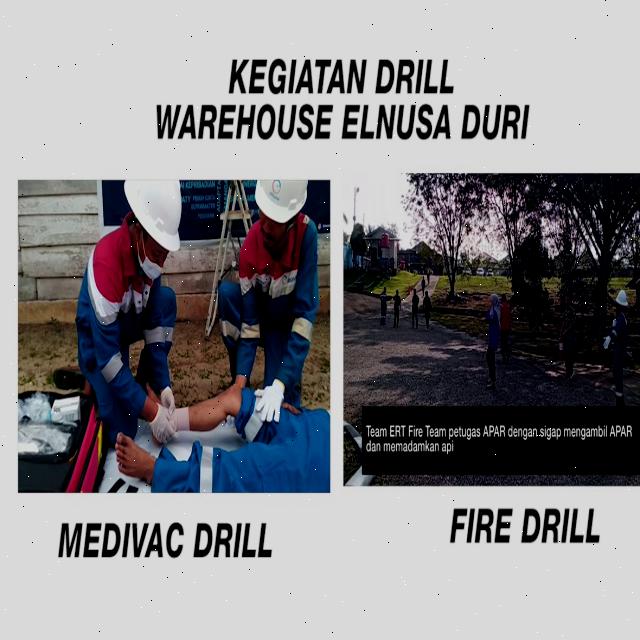 KEGIATAN DRILL
WAREHOUSE ELNUSA DURI
KEPRIBADIAN
Team ERT Fire Team petugas APAR dengan.sigap mengambil APAR
dan memadamkan api
MEDIVAC DRILL
FIRE DRILL